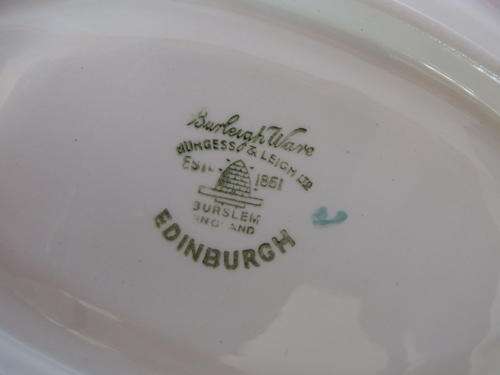 Burleigh Ware
BURGESS & LEIGH LTD
ESTD 1851
BURSLEM
ENGLAND
EDINBURGH